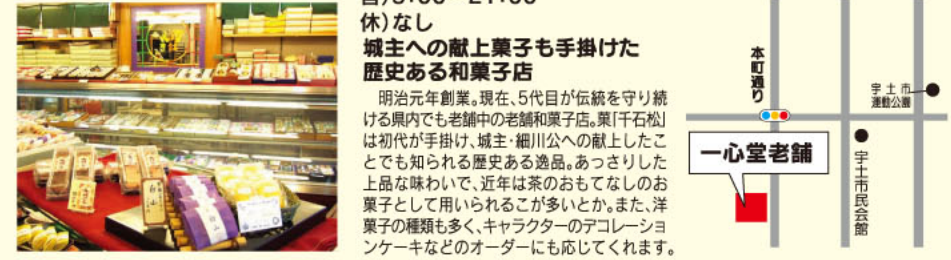 休)なし
城主への献上菓子も手掛けた
歴史ある和菓子店
明治元年創業。現在、5代目が伝統を守り続
ける県内でも老舗中の老舗和菓子店。菓｢千石松｣
は初代が手掛け、城主・細川公への献上したこ
とでも知られる歴史ある逸品。あっさりした
上品な味わいで、近年は茶のおもてなしのお
菓子として用いられるこが多いとか。また、洋
菓子の種類も多く、キャラクターのデコレーショ
ンケーキなどのオーダーにも応じてくれます。
本町通り
宇土市
運動公園
一心堂老舗
宇土市民会館